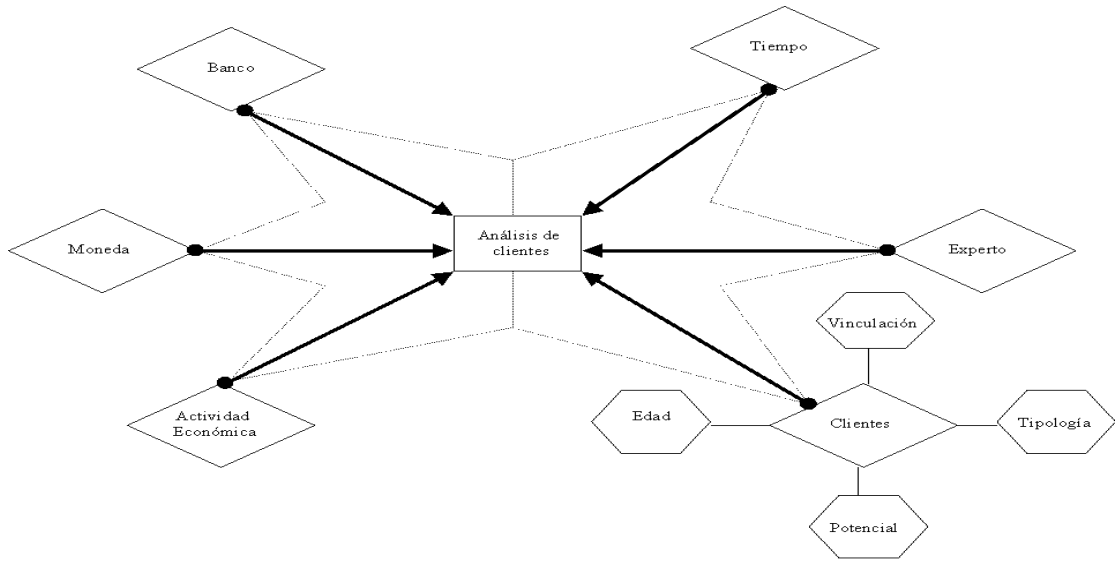 Banco
Tiempo
Moneda
Análisis de
clientes
Experto
Vinculación
Actividad
Económica
Edad
Clientes
Tipología
Potencial